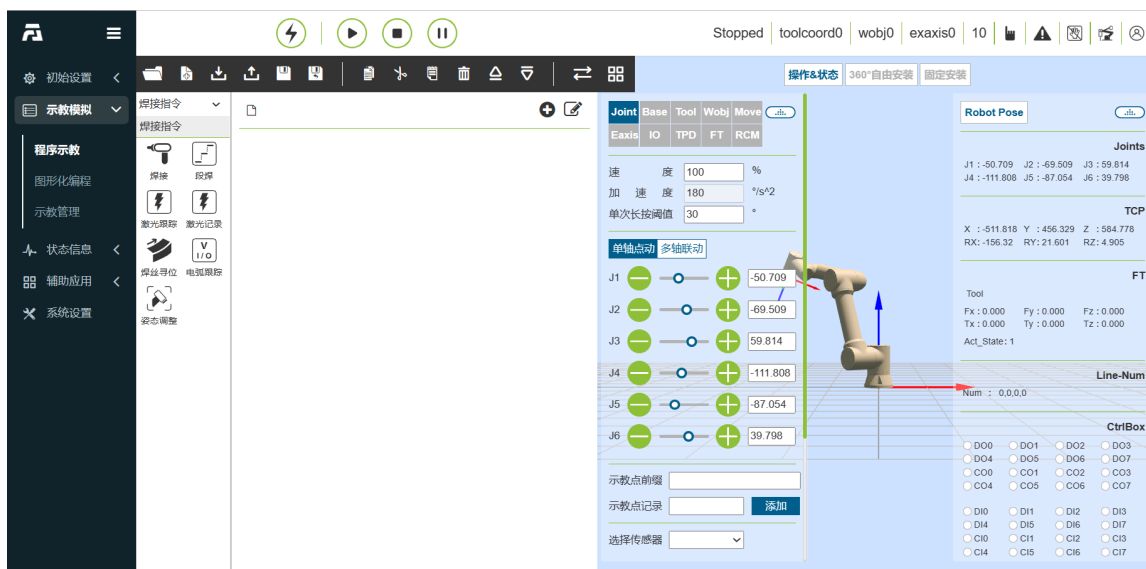 Stopped toolcoord0 wobj0 exaxis0 10
初始设置
示教模拟
程序示教
图形化编程
示教管理
状态信息
辅助应用
系统设置
焊接指令
焊接指令
焊接 段焊
激光跟踪 激光记录
焊丝寻位 电弧跟踪
姿态调整
操作&状态 360°自由安装 固定安装
Joint Base Tool Wobj Move
Eaxis IO TPD FT RCM
速 度 100 %
加 速 度 180 °/s^2
单次长按阈值 30 °
单轴点动 多轴联动
J1 -50.709
J2 -69.509
J3 59.814
J4 -111.808
J5 -87.054
J6 39.798
示教点前缀
示教点记录 添加
选择传感器
Robot Pose
Joints
J1 : -50.709 J2 : -69.509 J3 : 59.814
J4 : -111.808 J5 : -87.054 J6 : 39.798
TCP
X : -511.818 Y : 456.329 Z : 584.778
RX: -156.32 RY: 21.601 RZ: 4.905
FT
Tool
Fx : 0.000 Fy : 0.000 Fz : 0.000
Tx : 0.000 Ty : 0.000 Tz : 0.000
Act_State: 1
Line-Num
Num : 0,0,0,0
CtrlBox
DO0 DO1 DO2 DO3
DO4 DO5 DO6 DO7
CO0 CO1 CO2 CO3
CO4 CO5 CO6 CO7
DI0 DI1 DI2 DI3
DI4 DI5 DI6 DI7
CI0 CI1 CI2 CI3
CI4 CI5 CI6 CI7